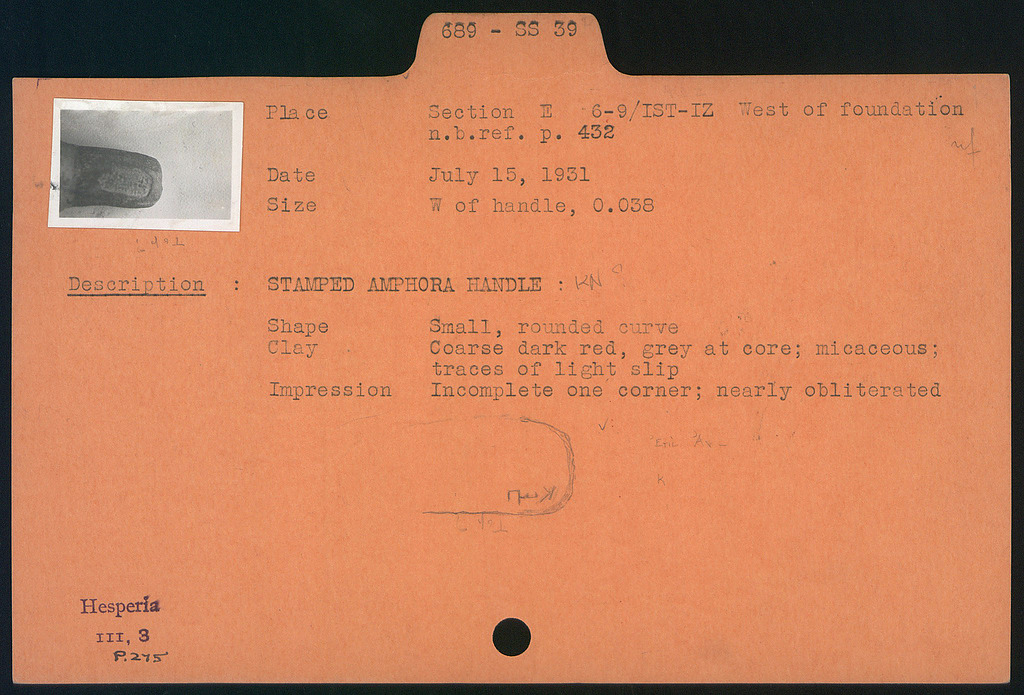 689 - SS 39
Place Section E 6-9/IST-IZ West of foundation
n.b.ref. p. 432
nf
Date July 15, 1931
Size W of handle, 0.038
Description : STAMPED AMPHORA HANDLE : KN
Shape Small, rounded curve
Clay Coarse dark red, grey at core; micaceous;
traces of light slip
Impression Incomplete one corner; nearly obliterated
K
Hesperia
III, 3
P.275